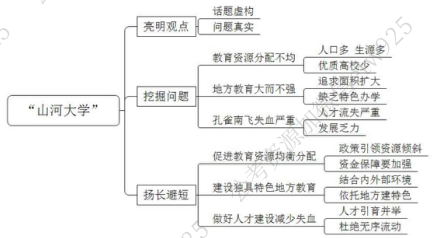 “山河大学”
亮明观点
话题虚构
问题真实
挖掘问题
教育资源分配不均
人口多 生源多
优质高校少
地方教育大而不强
追求面积扩大
缺乏特色办学
孔雀南飞失血严重
人才流失严重
发展乏力
扬长避短
促进教育资源均衡分配
政策引领资源倾斜
资金保障要加强
建设独具特色地方教育
结合内外部环境
依托地方建特色
做好人才建设减少失血
人才引育并举
杜绝无序流动